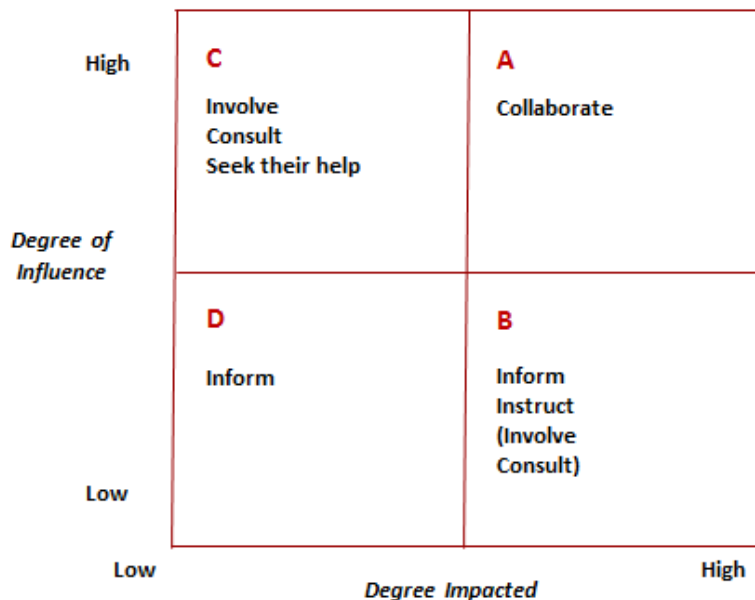 High
C
Involve
Consult
Seek their help
A
Collaborate
Degree of
Influence
D
Inform
B
Inform
Instruct
(Involve
Consult)
Low
Low
Degree Impacted
High